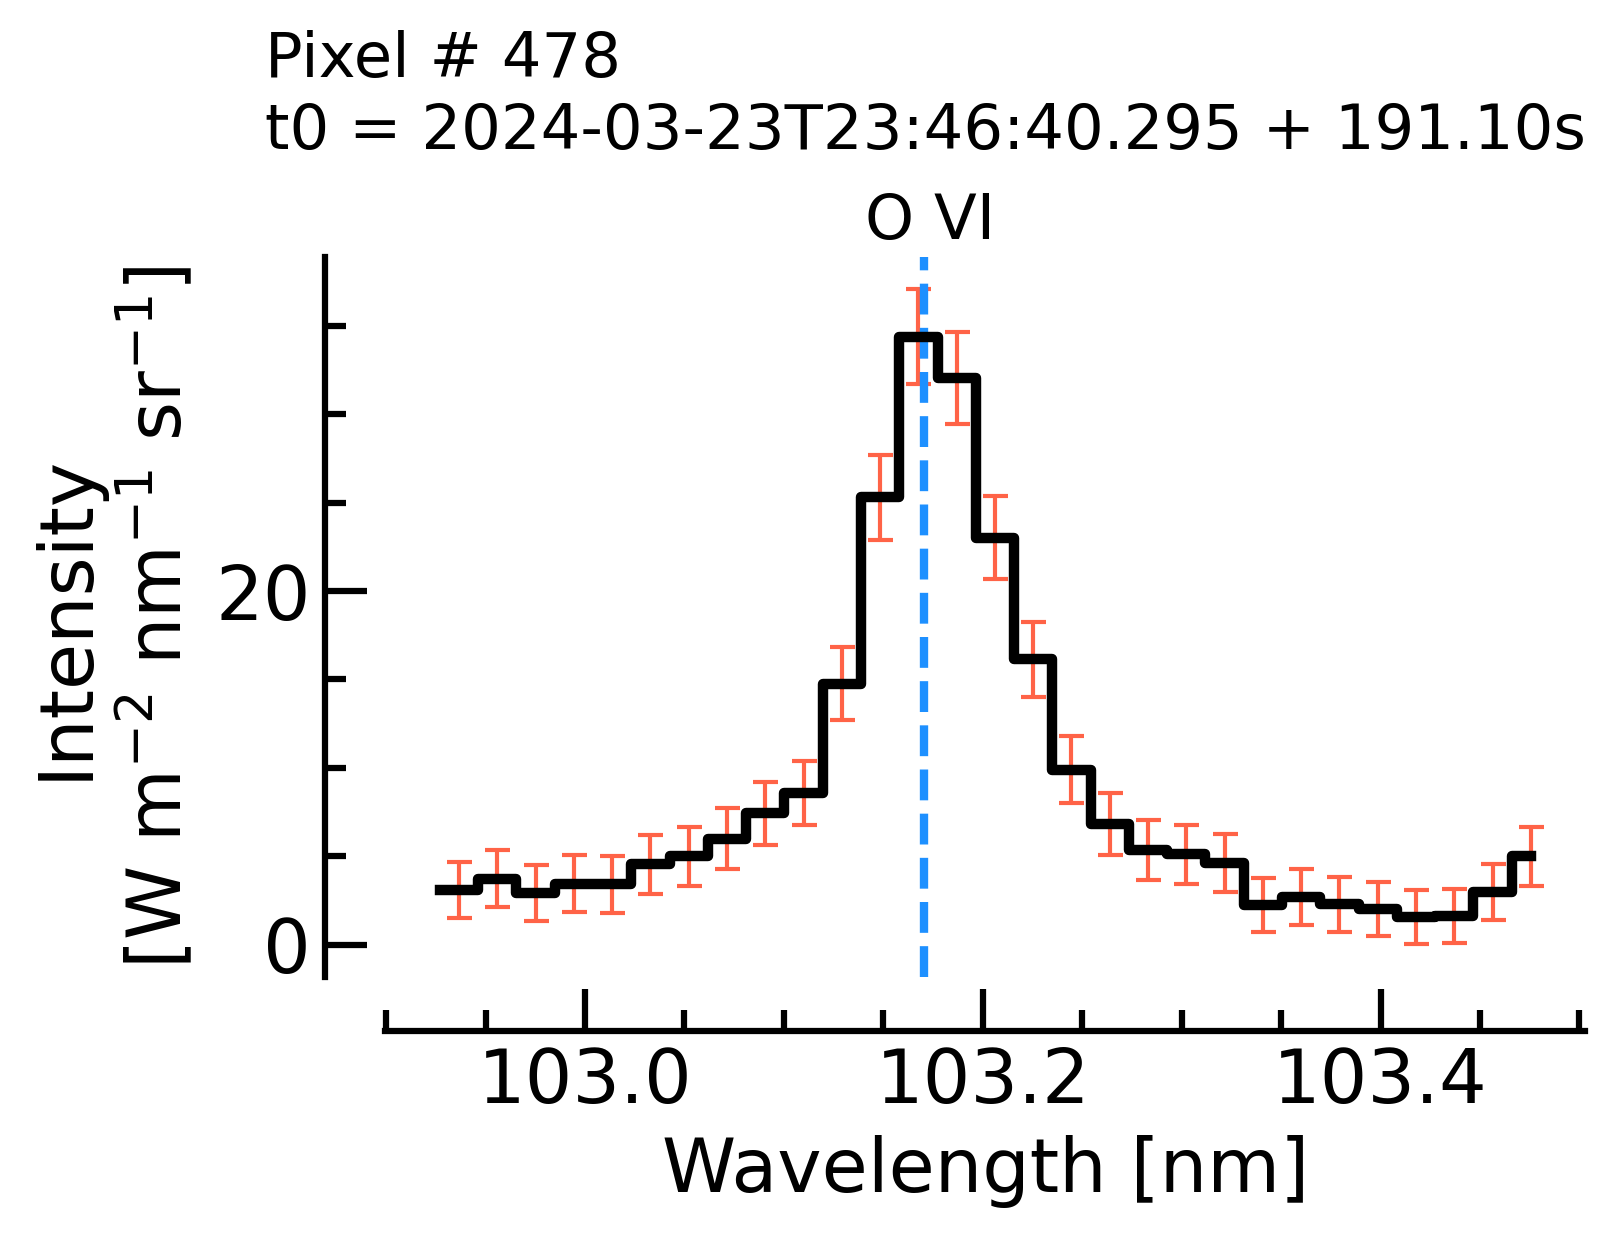 Pixel # 478
t0 = 2024-03-23T23:46:40.295 + 191.10s
O VI
Intensity
[W m⁻² nm⁻¹ sr⁻¹]
20
0
103.0 103.2 103.4
Wavelength [nm]